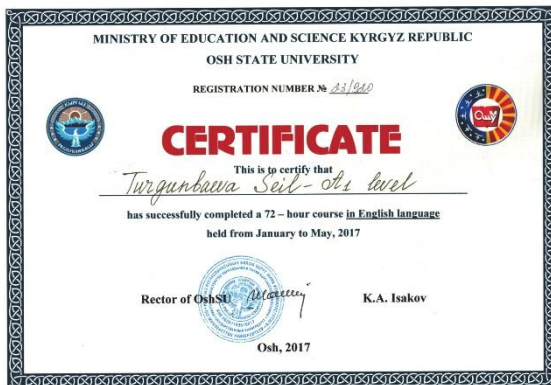 MINISTRY OF EDUCATION AND SCIENCE KYRGYZ REPUBLIC
OSH STATE UNIVERSITY
REGISTRATION NUMBER №
CERTIFICATE
This is to certify that
Turgunbaeva Seil - A1 level
has successfully completed a 72 – hour course in English language
held from January to May, 2017
Rector of OshSU K.A. Isakov
Osh, 2017